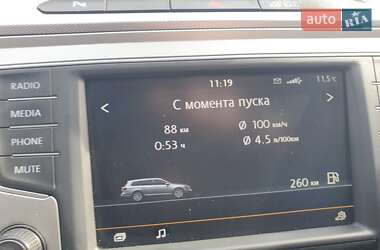 auto RIA
11:19
11.5°C
RADIO
MEDIA
PHONE
MUTE
С момента пуска
88 км
Ø 100 км/ч
0:53 ч
Ø 4.5 л/100км
260 км